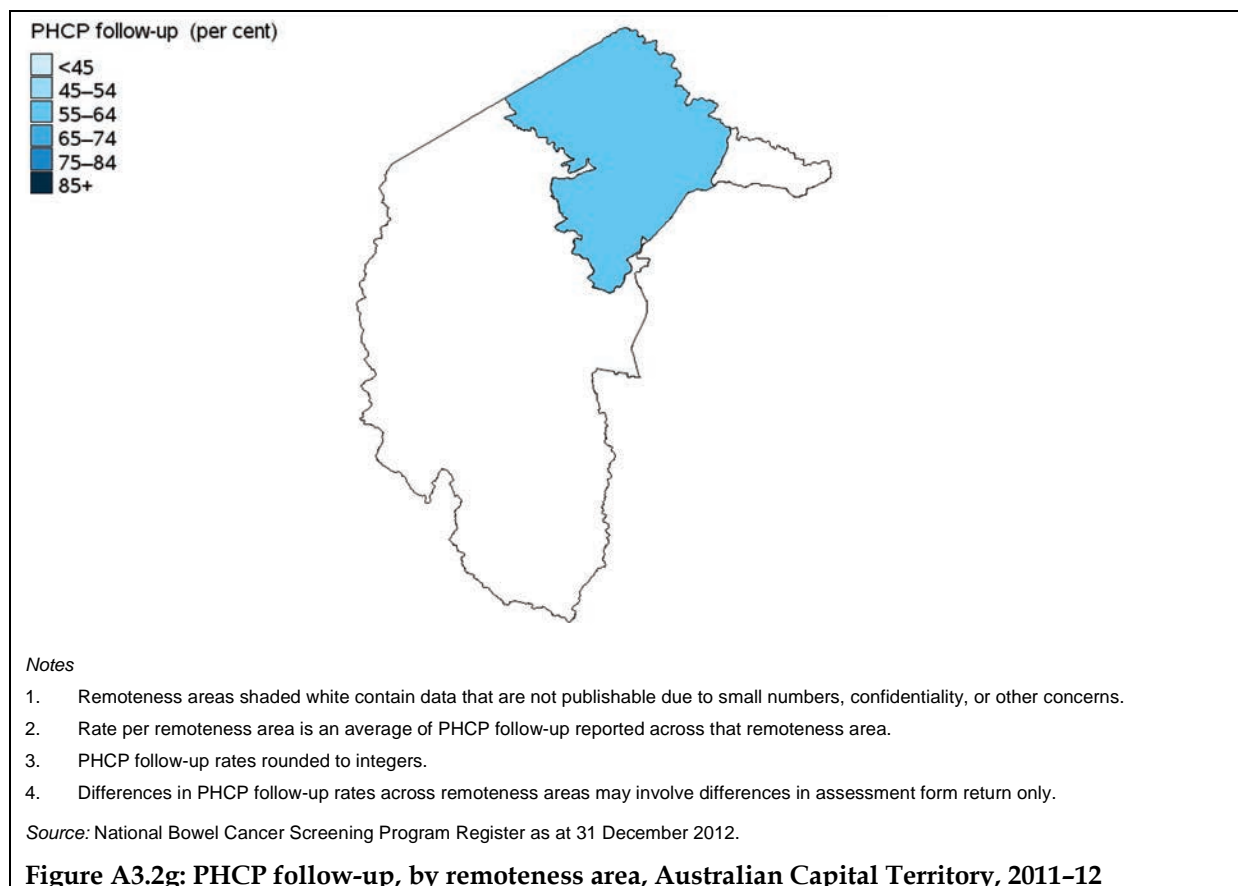 PHCP follow-up (per cent)
<45
45–54
55–64
65–74
75–84
85+
Notes
1. Remoteness areas shaded white contain data that are not publishable due to small numbers, confidentiality, or other concerns.
2. Rate per remoteness area is an average of PHCP follow-up reported across that remoteness area.
3. PHCP follow-up rates rounded to integers.
4. Differences in PHCP follow-up rates across remoteness areas may involve differences in assessment form return only.
Source: National Bowel Cancer Screening Program Register as at 31 December 2012.
Figure A3.2g: PHCP follow-up, by remoteness area, Australian Capital Territory, 2011–12